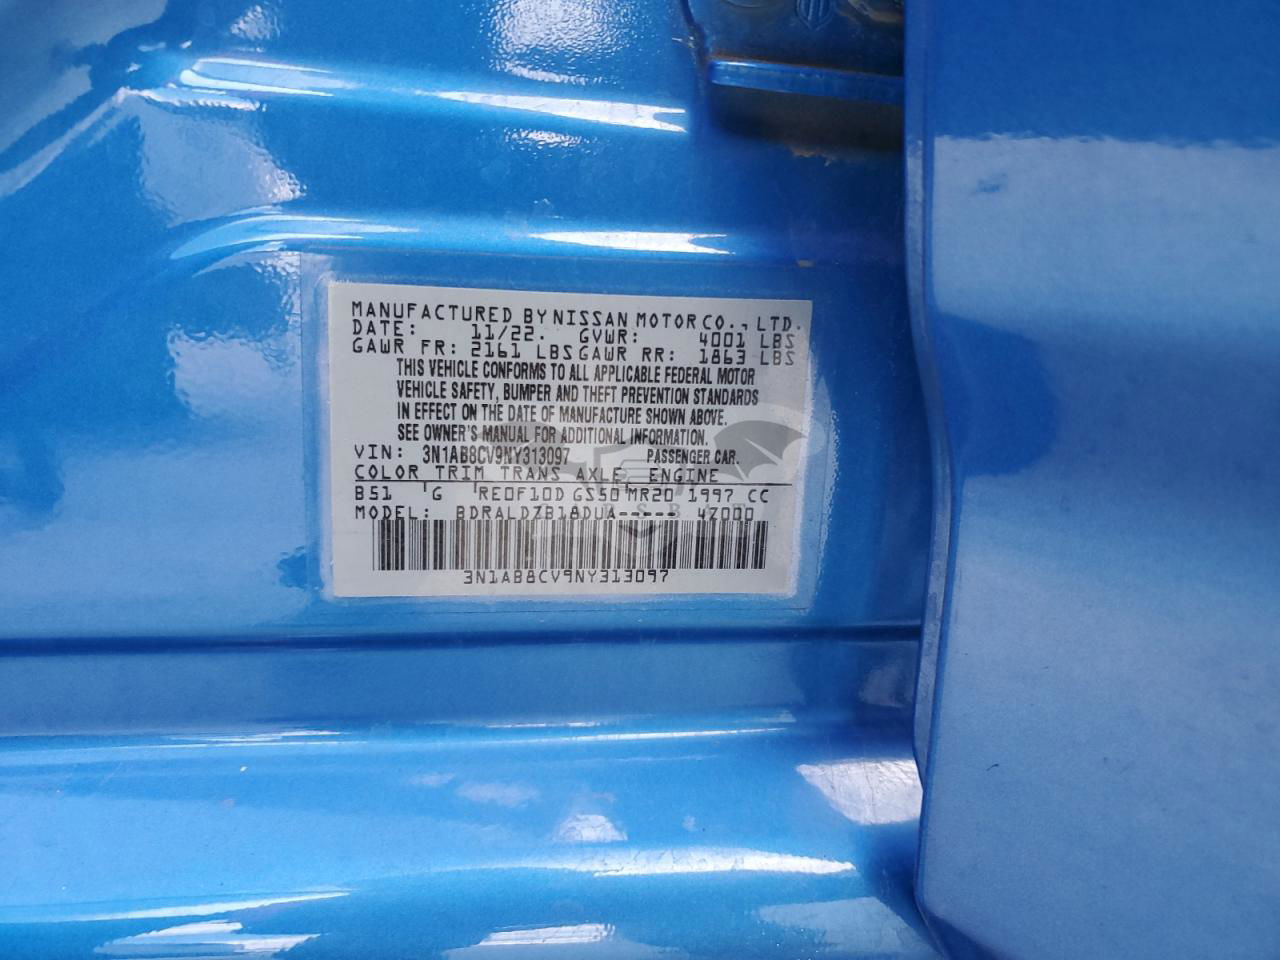 MANUFACTURED BY NISSAN MOTOR CO., LTD.
DATE: 11/22. GVWR: 4001 LBS
GAWR FR: 2161 LBS GAWR RR: 1863 LBS
THIS VEHICLE CONFORMS TO ALL APPLICABLE FEDERAL MOTOR
VEHICLE SAFETY, BUMPER AND THEFT PREVENTION STANDARDS
IN EFFECT ON THE DATE OF MANUFACTURE SHOWN ABOVE.
SEE OWNER'S MANUAL FOR ADDITIONAL INFORMATION.
VIN: 3N1AB8CV9NY313097 PASSENGER CAR.
COLOR TRIM TRANS AXLE ENGINE
B51 G RE0F10D GS50 MR20 1997 CC
MODEL: BDRALDZB18DUA----- 4Z000
3N1AB8CV9NY313097